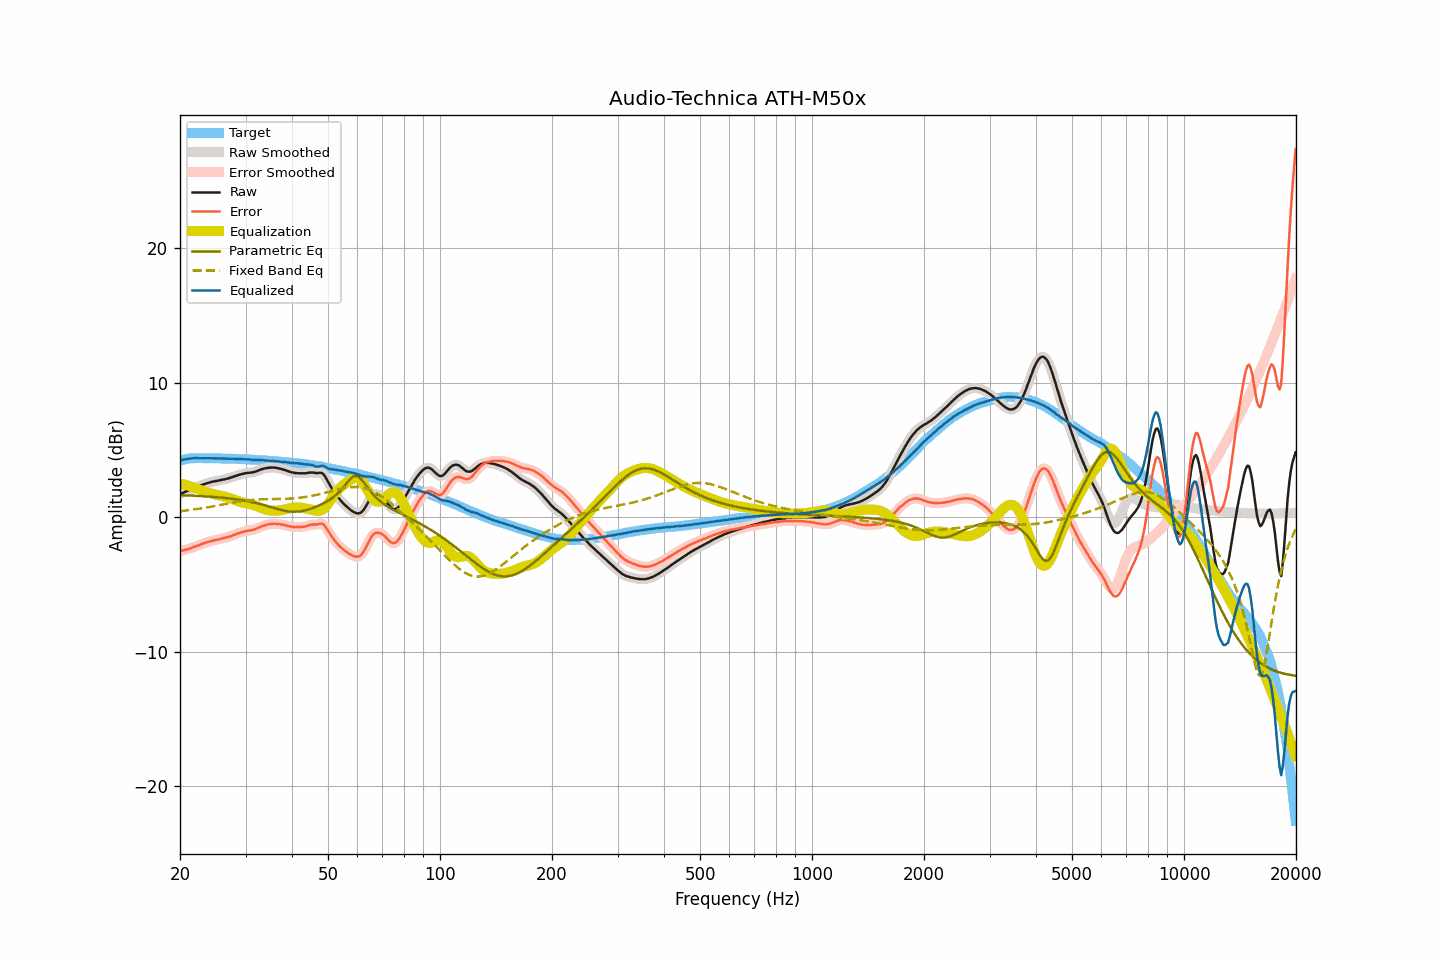 Audio-Technica ATH-M50x
Target
Raw Smoothed
Error Smoothed
Raw
Error
Equalization
Parametric Eq
Fixed Band Eq
Equalized
Amplitude (dBr)
20
10
0
−10
−20
20 50 100 200 500 1000 2000 5000 10000 20000
Frequency (Hz)